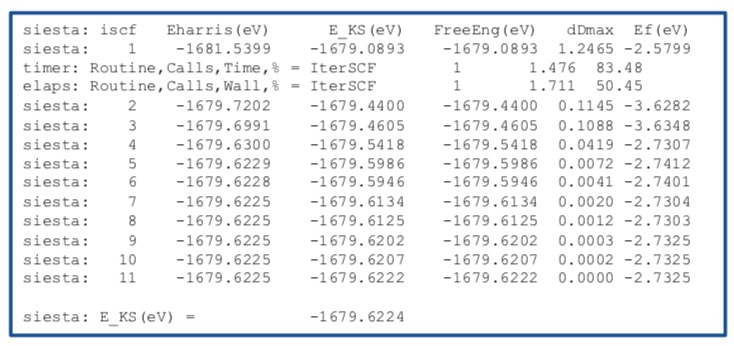 siesta: iscf Eharris(eV) E_KS(eV) FreeEng(eV) dDmax Ef(eV)
siesta: 1 -1681.5399 -1679.0893 -1679.0893 1.2465 -2.5799
timer: Routine,Calls,Time,% = IterSCF 1 1.476 83.48
elaps: Routine,Calls,Wall,% = IterSCF 1 1.711 50.45
siesta: 2 -1679.7202 -1679.4400 -1679.4400 0.1145 -3.6282
siesta: 3 -1679.6991 -1679.4605 -1679.4605 0.1088 -3.6348
siesta: 4 -1679.6300 -1679.5418 -1679.5418 0.0419 -2.7307
siesta: 5 -1679.6229 -1679.5986 -1679.5986 0.0072 -2.7412
siesta: 6 -1679.6228 -1679.5946 -1679.5946 0.0041 -2.7401
siesta: 7 -1679.6225 -1679.6134 -1679.6134 0.0020 -2.7304
siesta: 8 -1679.6225 -1679.6125 -1679.6125 0.0012 -2.7303
siesta: 9 -1679.6225 -1679.6202 -1679.6202 0.0003 -2.7325
siesta: 10 -1679.6225 -1679.6207 -1679.6207 0.0002 -2.7325
siesta: 11 -1679.6225 -1679.6222 -1679.6222 0.0000 -2.7325
siesta: E_KS(eV) = -1679.6224